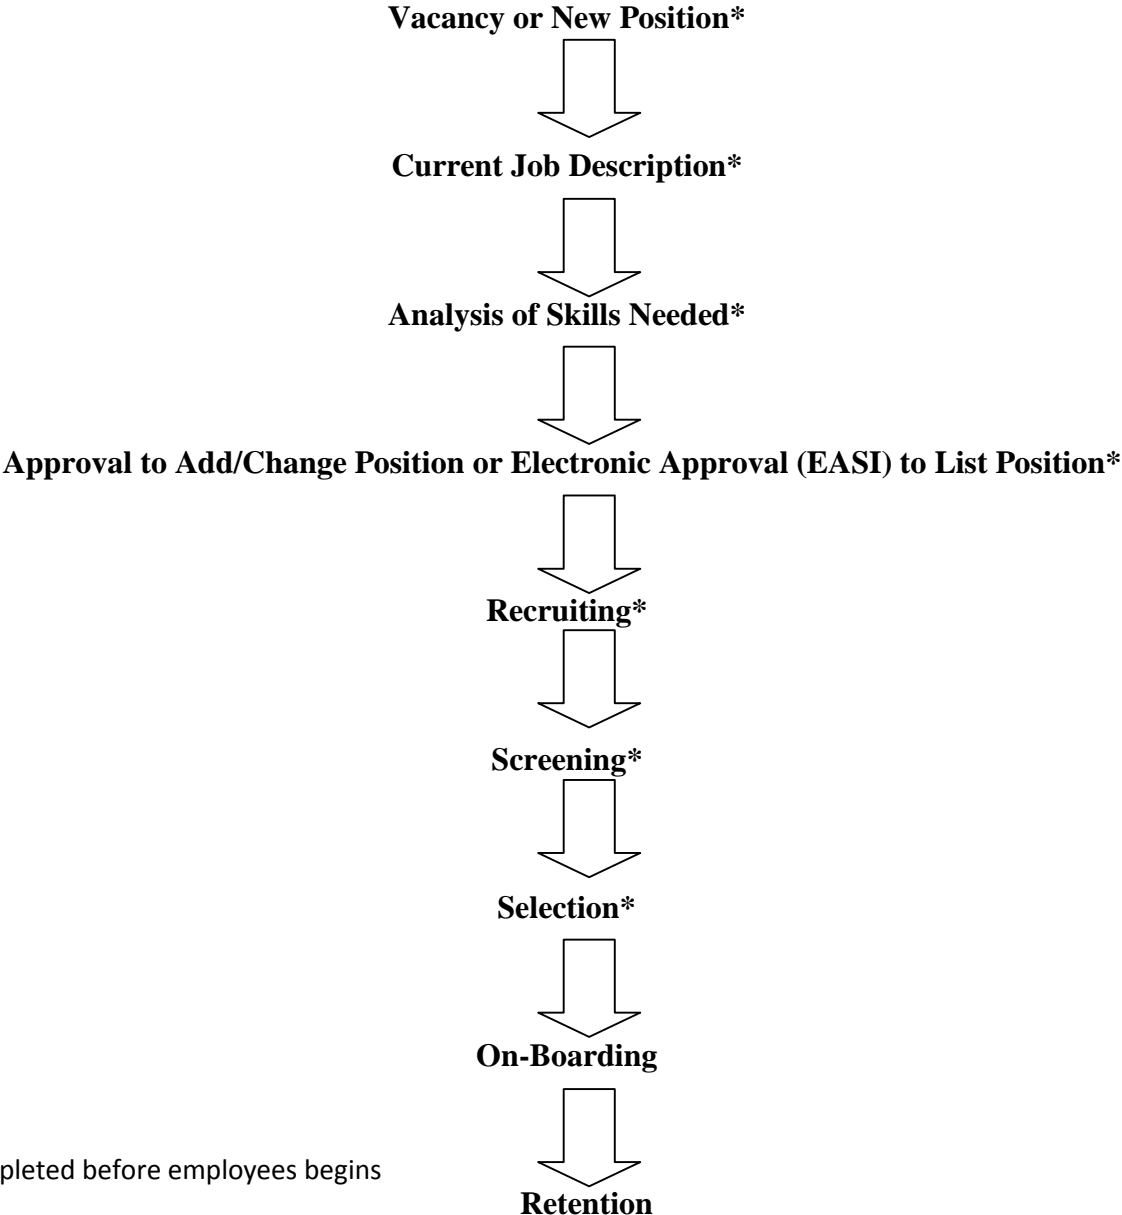 Vacancy or New Position*
Current Job Description*
Analysis of Skills Needed*
Approval to Add/Change Position or Electronic Approval (EASI) to List Position*
Recruiting*
Screening*
Selection*
On-Boarding
before employees begins
Retention